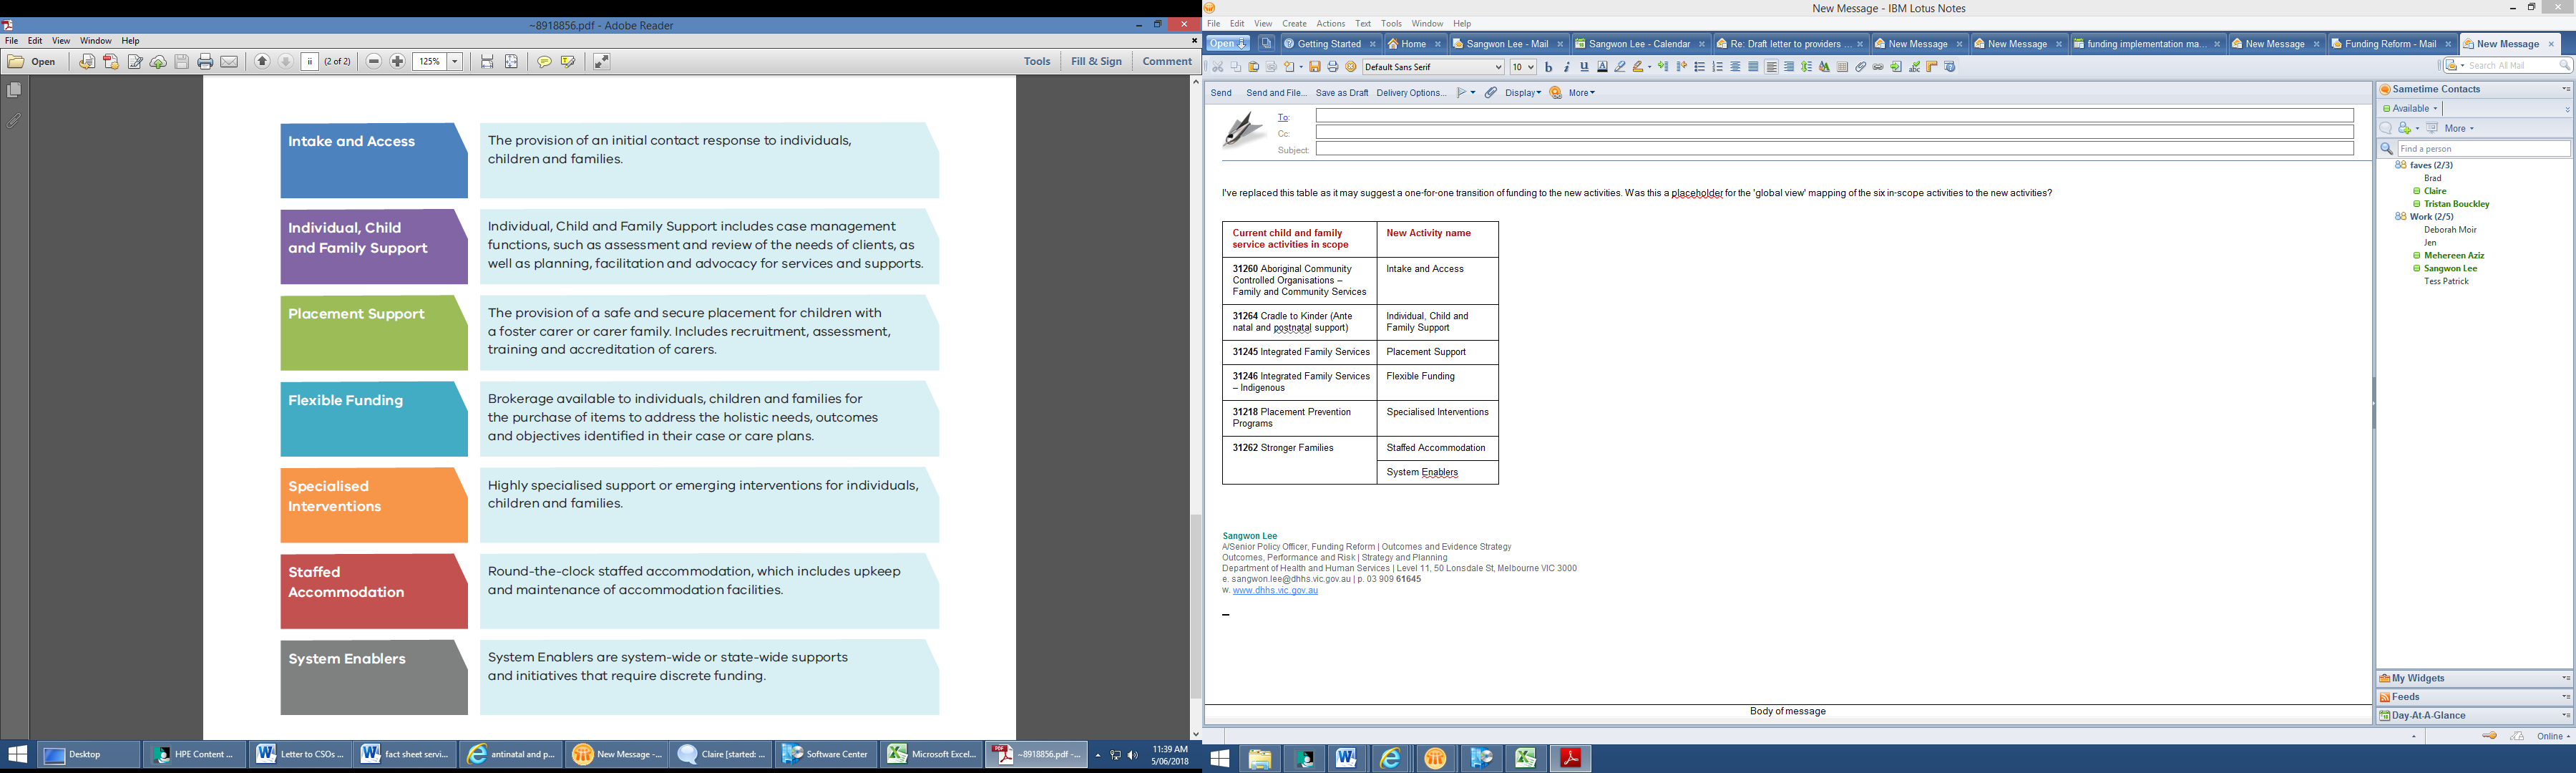 ~8918856.pdf - Adobe Reader
File Edit View Window Help
Open ii (2 of 2) 125% Tools Fill & Sign Comment
Intake and Access
The provision of an initial contact response to individuals,
children and families.
Individual, Child
and Family Support
Individual, Child and Family Support includes case management
functions, such as assessment and review of the needs of clients, as
well as planning, facilitation and advocacy for services and supports.
Placement Support
The provision of a safe and secure placement for children with
a foster carer or carer family. Includes recruitment, assessment,
training and accreditation of carers.
Flexible Funding
Brokerage available to individuals, children and families for
the purchase of items to address the holistic needs, outcomes
and objectives identified in their case or care plans.
Specialised
Interventions
Highly specialised support or emerging interventions for individuals,
children and families.
Staffed
Accommodation
Round-the-clock staffed accommodation, which includes upkeep
and maintenance of accommodation facilities.
System Enablers
System Enablers are system-wide or state-wide supports
and initiatives that require discrete funding.
Desktop HPE Content ... Letter to CSOs ... fact sheet servi... antinatal and p... New Message -... Claire [started: ... Software Center Microsoft Excel... ~8918856.pdf -...
11:39 AM
5/06/2018
New Message - IBM Lotus Notes
File Edit View Create Actions Text Tools Window Help
Open Getting Started Home Sangwon Lee - Mail Sangwon Lee - Calendar Re: Draft letter to providers ... New Message New Message funding implementation ma... New Message Funding Reform - Mail New Message
Default Sans Serif 10 Search All Mail
Send Send and File... Save as Draft Delivery Options... Display More
To:
Cc:
Subject:
I've replaced this table as it may suggest a one-for-one transition of funding to the new activities. Was this a placeholder for the 'global view' mapping of the six in-scope activities to the new activities?
Current child and family
service activities in scope
New Activity name
31260 Aboriginal Community
Controlled Organisations –
Family and Community Services
Intake and Access
31264 Cradle to Kinder (Ante
natal and postnatal support)
Individual, Child and
Family Support
31245 Integrated Family Services
Placement Support
31246 Integrated Family Services
– Indigenous
Flexible Funding
31218 Placement Prevention
Programs
Specialised Interventions
31262 Stronger Families
Staffed Accommodation
System Enablers
Sangwon Lee
A/Senior Policy Officer, Funding Reform | Outcomes and Evidence Strategy
Outcomes, Performance and Risk | Strategy and Planning
Department of Health and Human Services | Level 11, 50 Lonsdale St, Melbourne VIC 3000
e. sangwon.lee@dhhs.vic.gov.au | p. 03 909 61645
w. www.dhhs.vic.gov.au
Body of message
Sametime Contacts
Available
More
Find a person
faves (2/3)
Brad
Claire
Tristan Bouckley
Work (2/5)
Deborah Moir
Jen
Mehereen Aziz
Sangwon Lee
Tess Patrick
My Widgets
Feeds
Day-At-A-Glance
Online